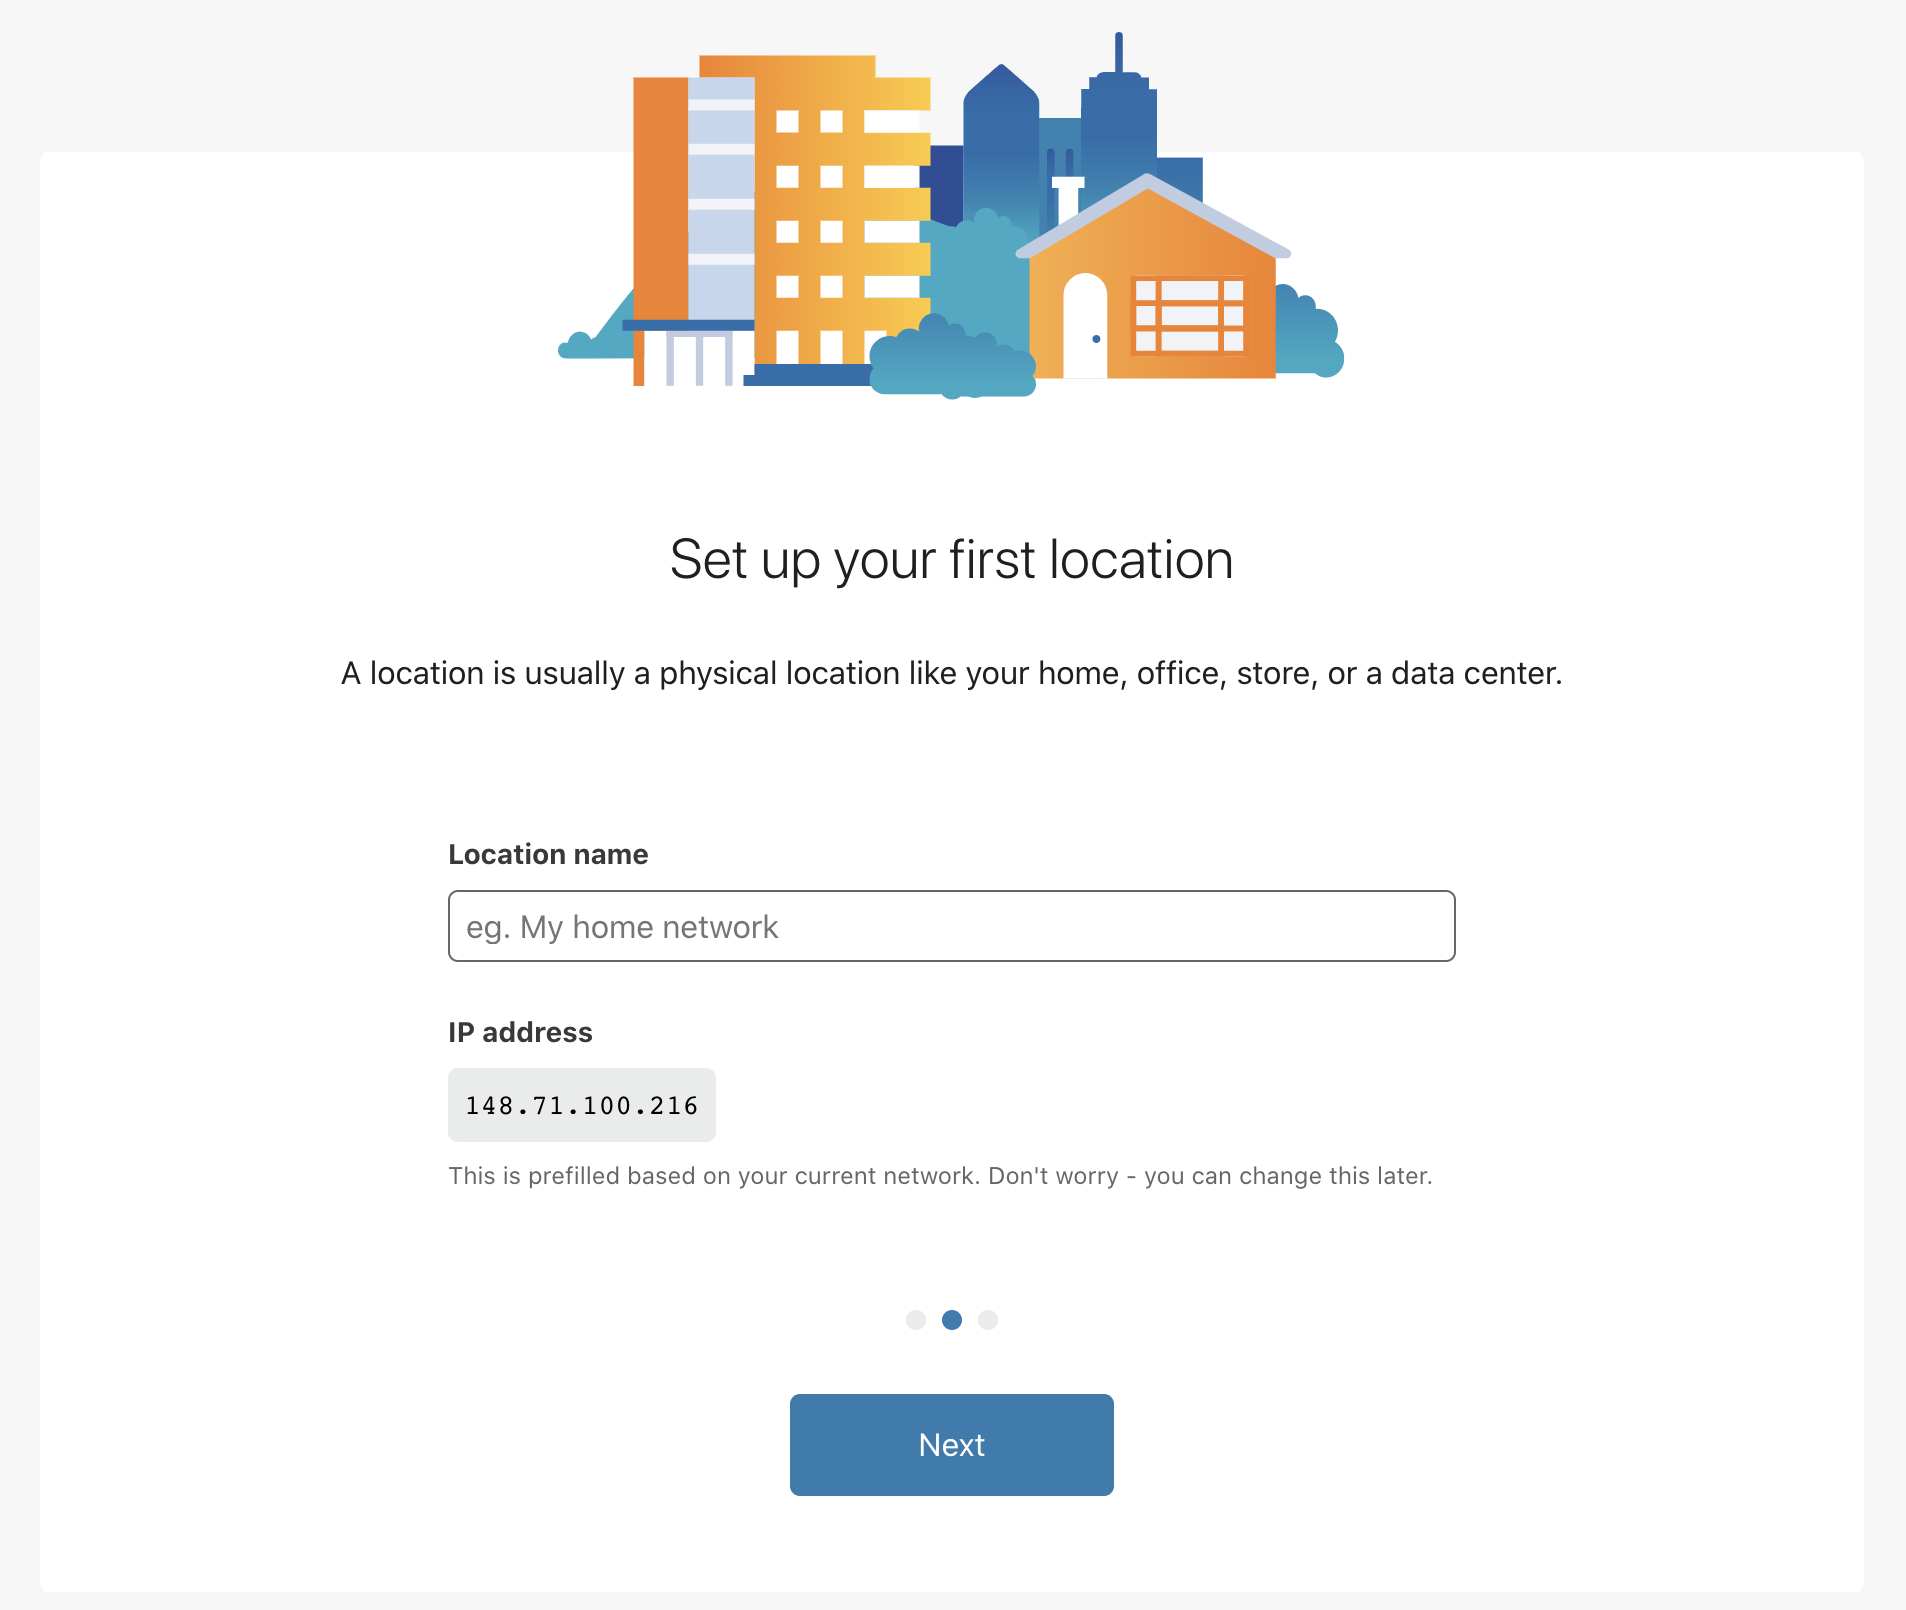 Set up your first location
A location is usually a physical location like your home, office, store, or a data center.
Location name
eg. My home network
IP address
148.71.100.216
This is prefilled based on your current network. Don't worry - you can change this later.
Next